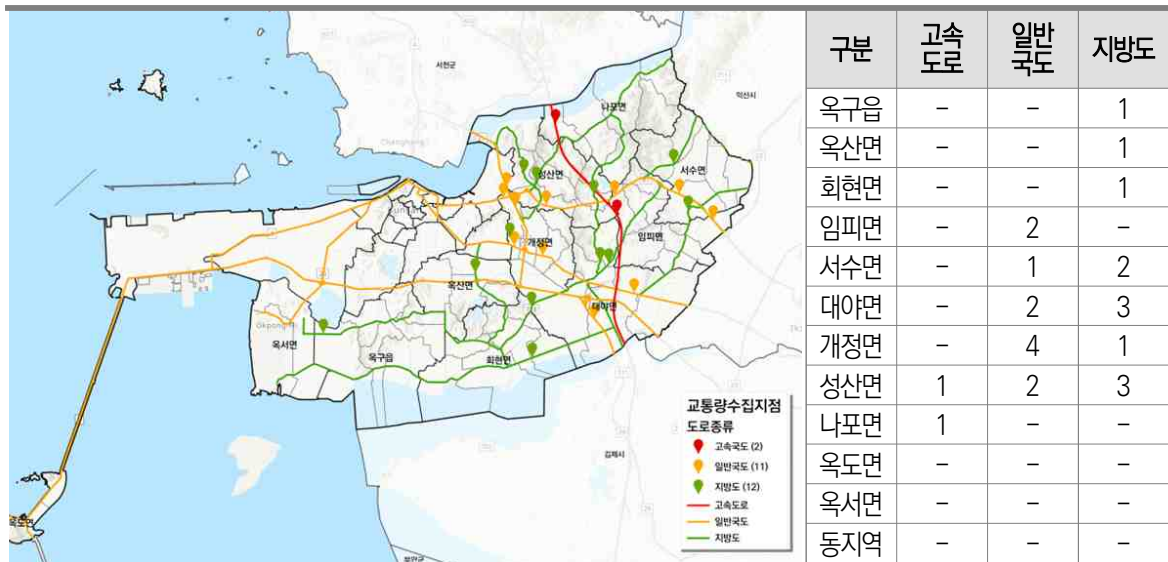 서천군
익산시
나포면
성산면
서수면
개정면
임피면
옥산면
대야면
옥서면
옥구읍
회현면
김제시
옥도면
부안군
교통량수집지점
도로종류
고속국도 (2)
일반국도 (11)
지방도 (12)
고속도로
일반국도
지방도
구분 고속도로 일반국도 지방도
옥구읍 - - 1
옥산면 - - 1
회현면 - - 1
임피면 - 2 -
서수면 - 1 2
대야면 - 2 3
개정면 - 4 1
성산면 1 2 3
나포면 1 - -
옥도면 - - -
옥서면 - - -
동지역 - - -